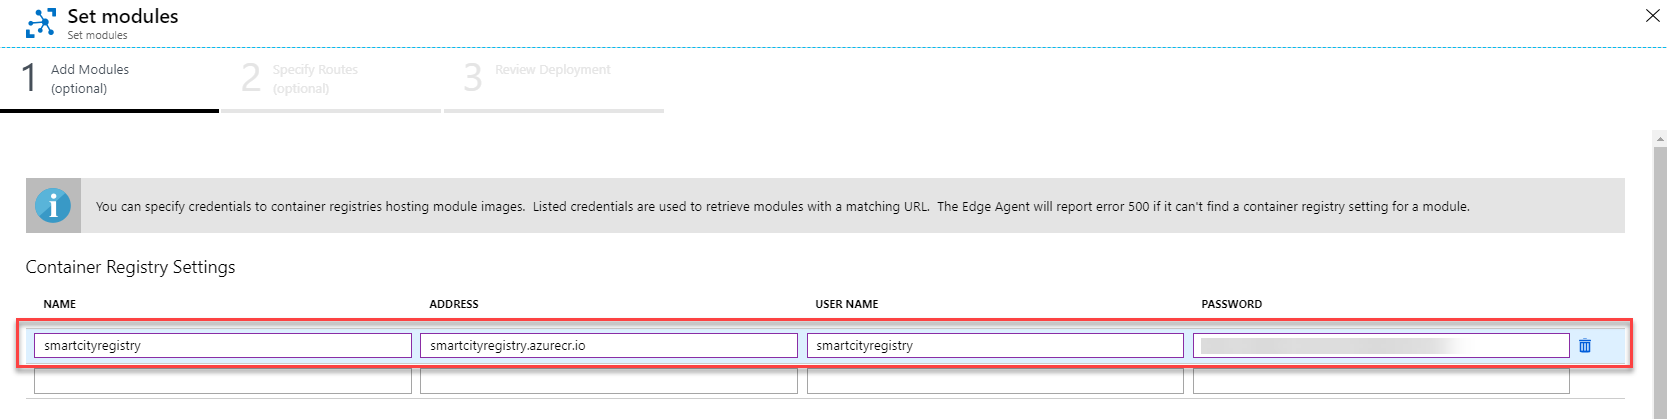 Set modules
Set modules
1 Add Modules (optional)
2 Specify Routes (optional)
3 Review Deployment
You can specify credentials to container registries hosting module images.  Listed credentials are used to retrieve modules with a matching URL.  The Edge Agent will report error 500 if it can't find a container registry setting for a module.
Container Registry Settings
NAME ADDRESS USER NAME PASSWORD
smartcityregistry smartcityregistry.azurecr.io smartcityregistry